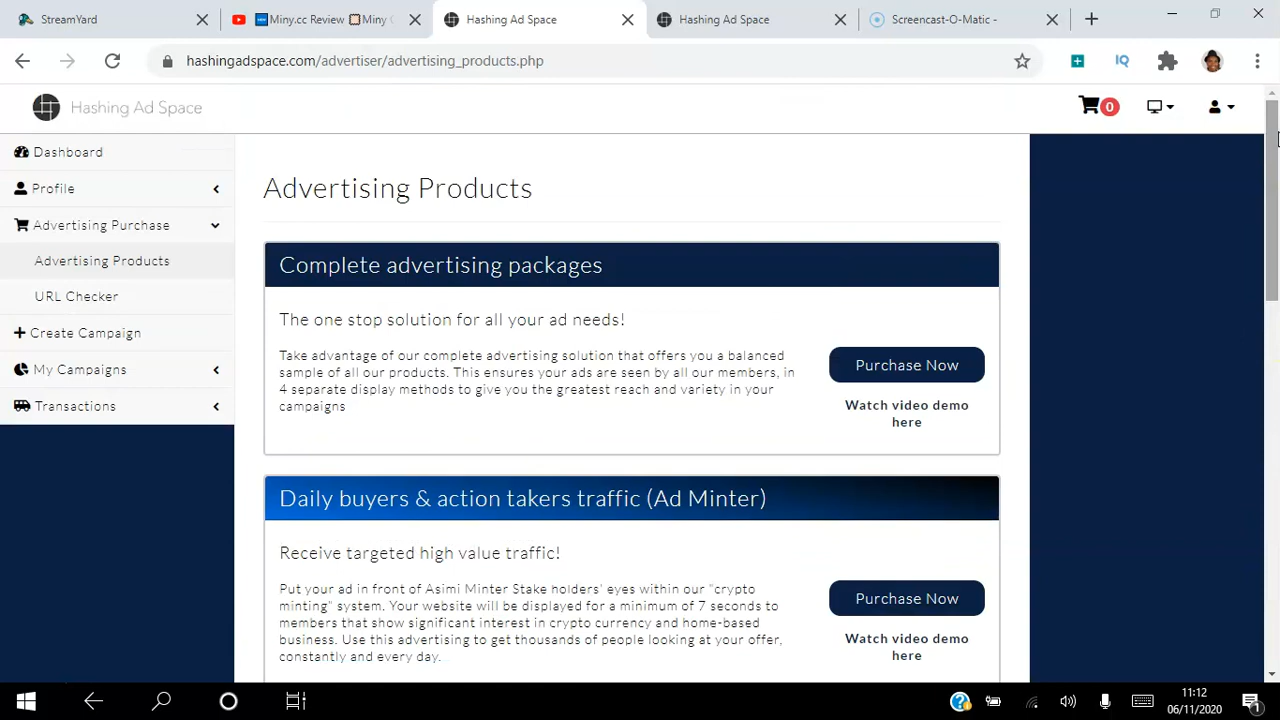 StreamYard
Miny.cc Review
Miny
Hashing Ad Space
Hashing Ad Space
Screencast-O-Matic -
hashingadspace.com/advertiser/advertising_products.php
IQ
Hashing Ad Space
0
Dashboard
Profile
Advertising Purchase
Advertising Products
URL Checker
Create Campaign
My Campaigns
Transactions
Advertising Products
Complete advertising packages
The one stop solution for all your ad needs!
Take advantage of our complete advertising solution that offers you a balanced
sample of all our products. This ensures your ads are seen by all our members, in
4 separate display methods to give you the greatest reach and variety in your
campaigns
Purchase Now
Watch video demo
here
Daily buyers & action takers traffic (Ad Minter)
Receive targeted high value traffic!
Put your ad in front of Asimi Minter Stake holders' eyes within our "crypto
minting" system. Your website will be displayed for a minimum of 7 seconds to
members that show significant interest in crypto currency and home-based
business. Use this advertising to get thousands of people looking at your offer,
constantly and every day.
Purchase Now
Watch video demo
here
11:12
06/11/2020
1